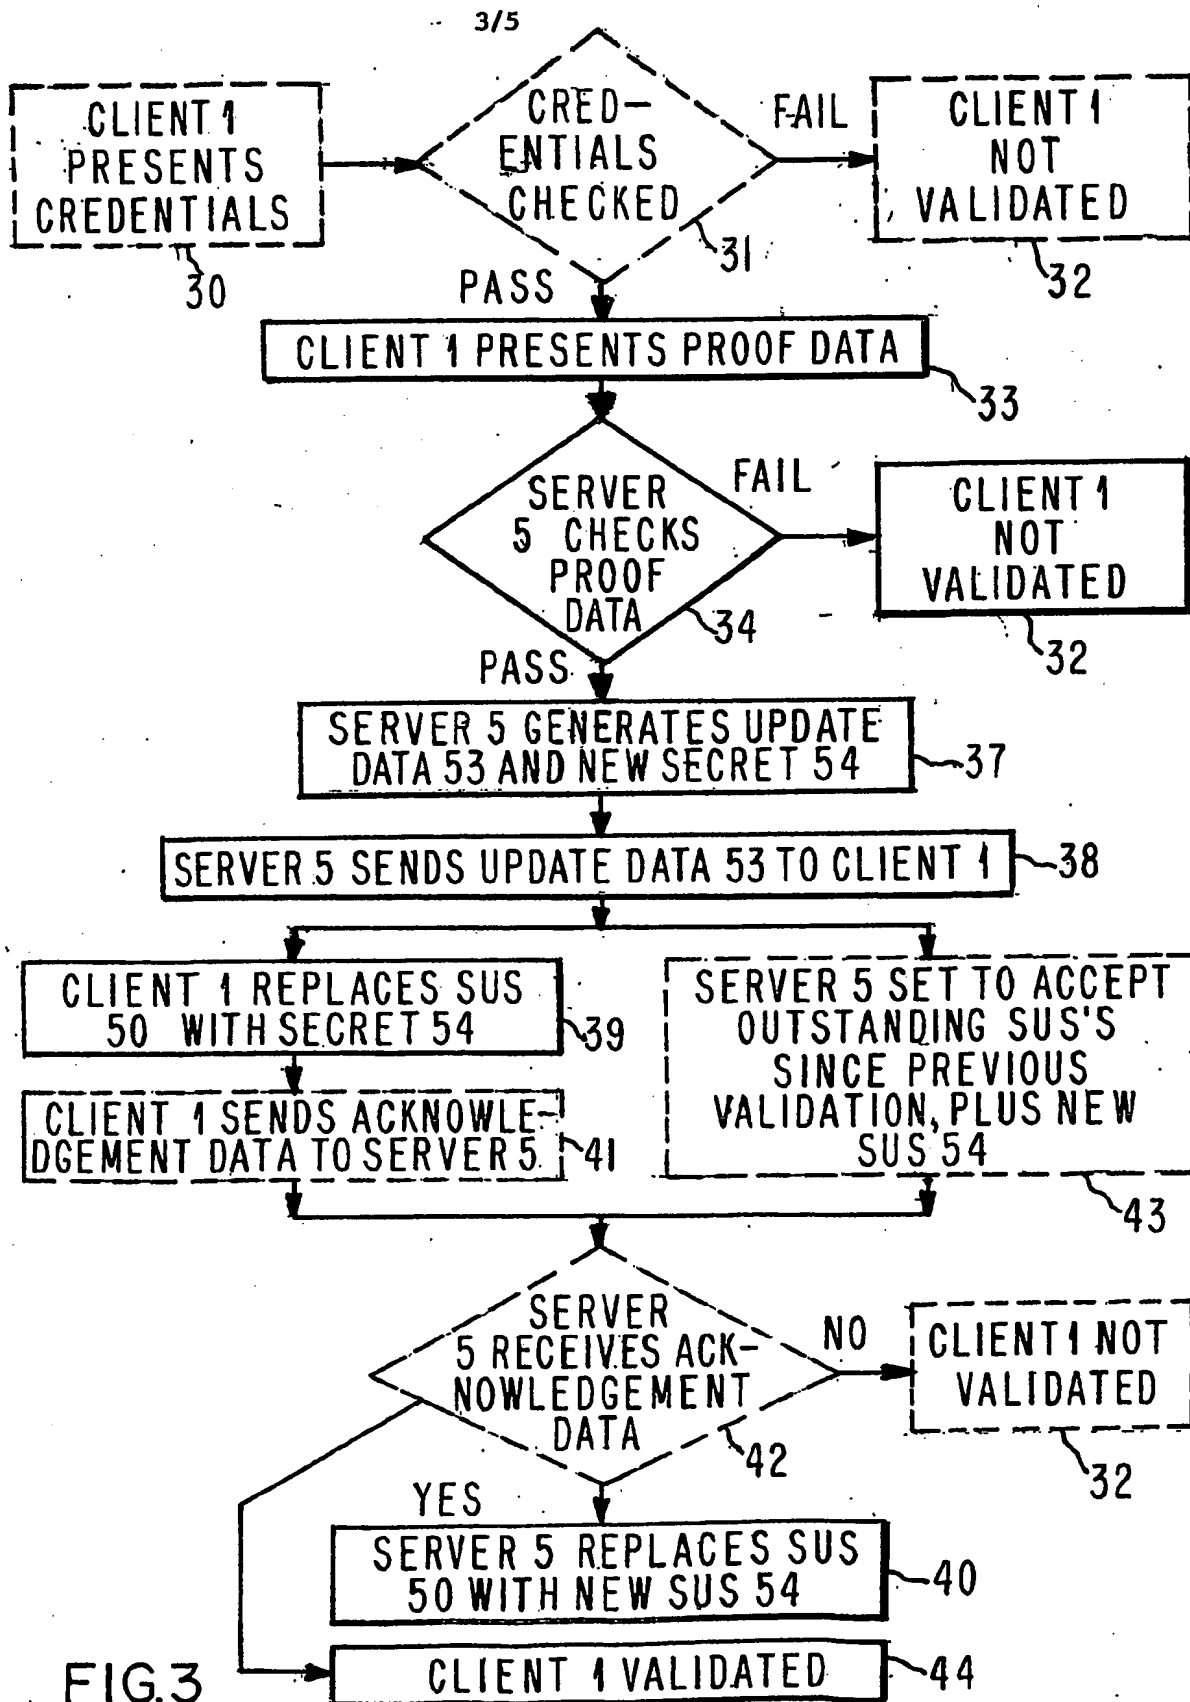 3/5
CLIENT 1
PRESENTS
CREDENTIALS
30
CRED-
ENTIALS
CHECKED
31
FAIL
CLIENT 1
NOT
VALIDATED
32
PASS
CLIENT 1 PRESENTS PROOF DATA
33
SERVER
5 CHECKS
PROOF
DATA
34
FAIL
CLIENT 1
NOT
VALIDATED
32
PASS
SERVER 5 GENERATES UPDATE
DATA 53 AND NEW SECRET 54
37
SERVER 5 SENDS UPDATE DATA 53 TO CLIENT 1
38
CLIENT 1 REPLACES SUS
50 WITH SECRET 54
39
CLIENT 1 SENDS ACKNOWLE-
DGEMENT DATA TO SERVER 5
41
SERVER 5 SET TO ACCEPT
OUTSTANDING SUS'S
SINCE PREVIOUS
VALIDATION, PLUS NEW
SUS 54
43
SERVER
5 RECEIVES ACK-
NOWLEDGEMENT
DATA
42
NO
CLIENT 1 NOT
VALIDATED
32
YES
SERVER 5 REPLACES SUS
50 WITH NEW SUS 54
40
CLIENT 1 VALIDATED
44
FIG.3